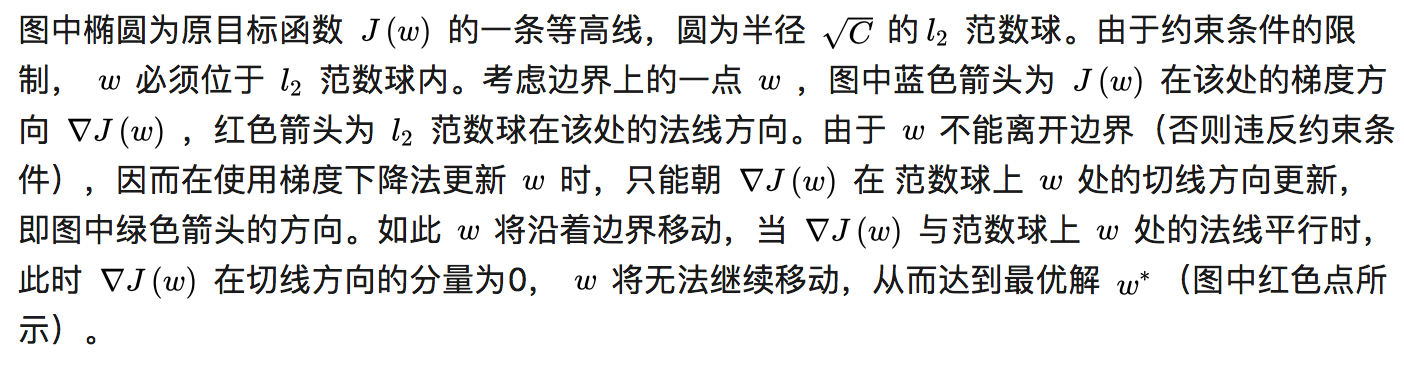 图中椭圆为原目标函数 J(w) 的一条等高线，圆为半径 √C 的 l₂ 范数球。由于约束条件的限
制， w 必须位于 l₂ 范数球内。考虑边界上的一点 w ，图中蓝色箭头为 J(w) 在该处的梯度方
向 ∇J(w) ，红色箭头为 l₂ 范数球在该处的法线方向。由于 w 不能离开边界（否则违反约束条
件），因而在使用梯度下降法更新 w 时，只能朝 ∇J(w) 在 范数球上 w 处的切线方向更新，
即图中绿色箭头的方向。如此 w 将沿着边界移动，当 ∇J(w) 与范数球上 w 处的法线平行时，
此时 ∇J(w) 在切线方向的分量为0， w 将无法继续移动，从而达到最优解 w* （图中红色点所
示）。